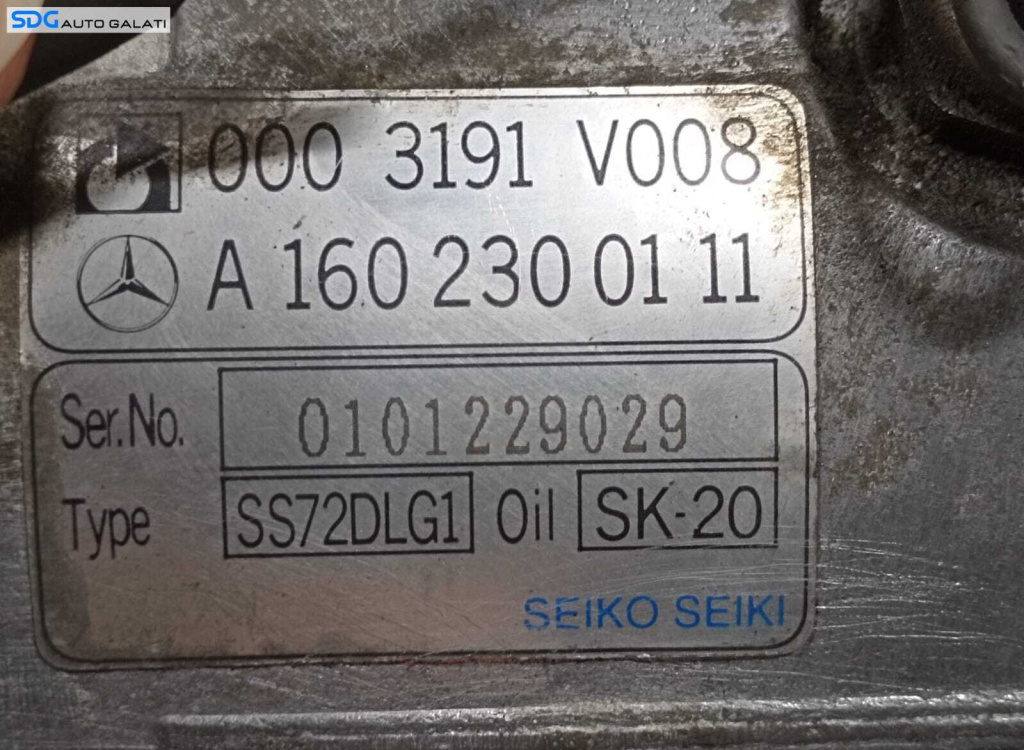 SDG AUTO GALATI
000 3191 V008
A 160 230 01 11
Ser.No. 0101229029
Type SS72DLG1 Oil SK-20
SEIKO SEIKI